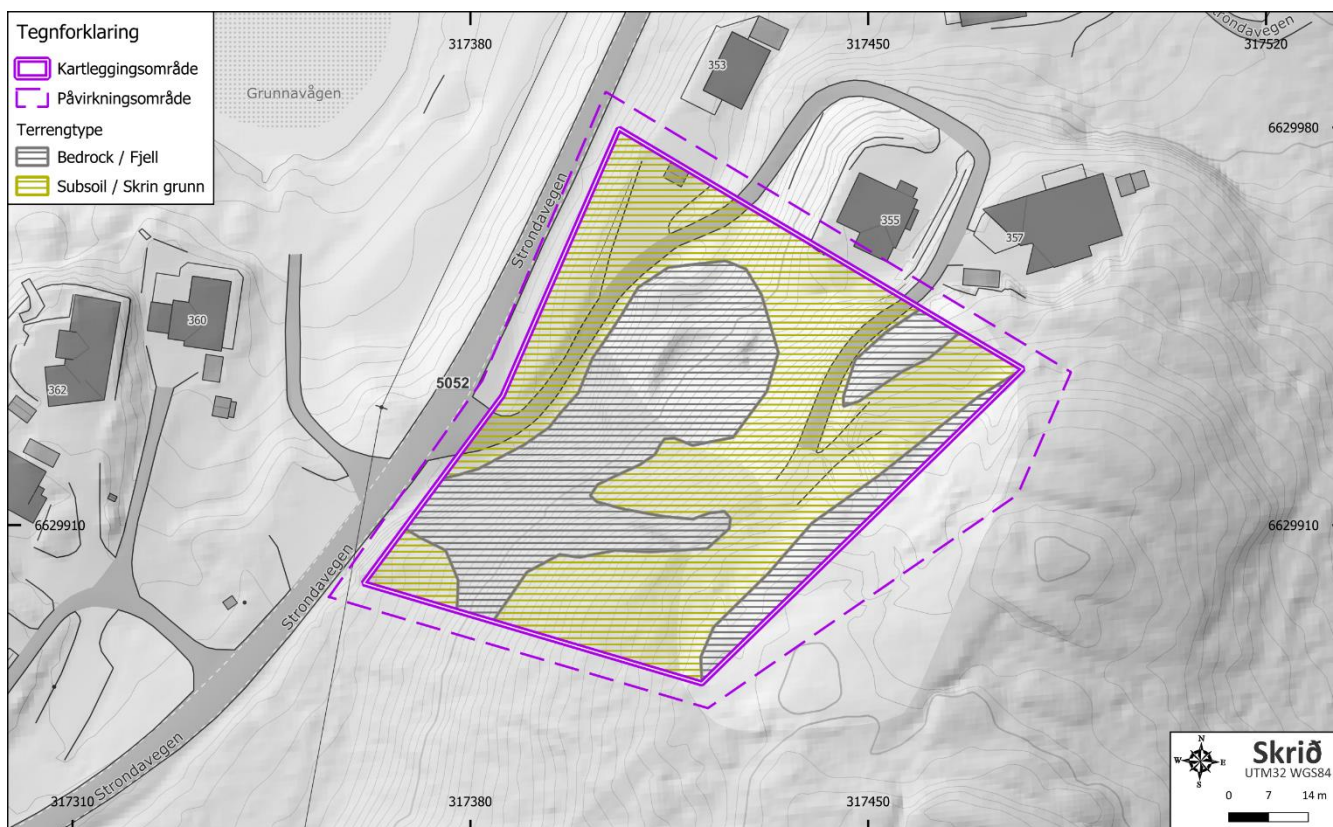 Tegnforklaring
Kartleggingsområde
Påvirkningsområde
Terrengtype
Bedrock / Fjell
Subsoil / Skrin grunn
317380
317450
317520
Strondavegen
Grunnavågen
353
6629980
Strondavegen
355
357
360
362
5052
6629910
6629910
Strondavegen
Strondavegen
317310
317380
317450
N
W E
S
Skrið
UTM32 WGS84
0 7 14 m